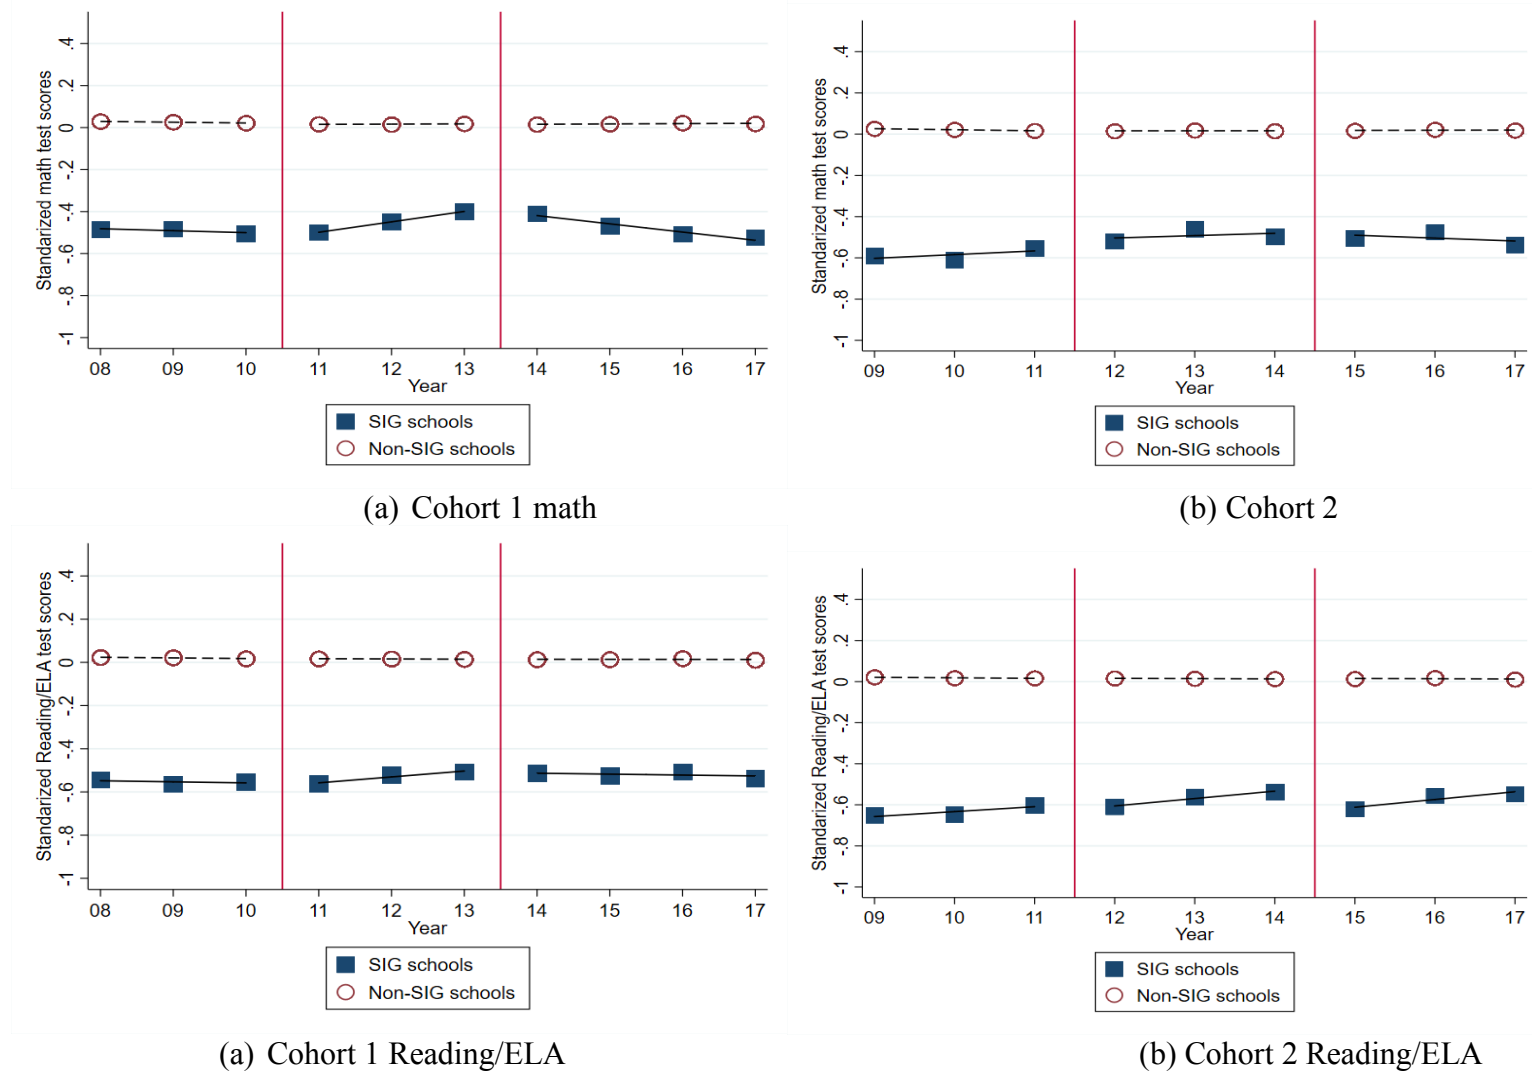 Standarized math test scores
.4
.2
0
-.2
-.4
-.6
-.8
-1
08 09 10 11 12 13 14 15 16 17
Year
SIG schools
Non-SIG schools
(a) Cohort 1 math
Standarized math test scores
.4
.2
0
-.2
-.4
-.6
-.8
-1
09 10 11 12 13 14 15 16 17
Year
SIG schools
Non-SIG schools
(b) Cohort 2
Standarized Reading/ELA test scores
.4
.2
0
-.2
-.4
-.6
-.8
-1
08 09 10 11 12 13 14 15 16 17
Year
SIG schools
Non-SIG schools
(a) Cohort 1 Reading/ELA
Standarized Reading/ELA test scores
.4
.2
0
-.2
-.4
-.6
-.8
-1
09 10 11 12 13 14 15 16 17
Year
SIG schools
Non-SIG schools
(b) Cohort 2 Reading/ELA